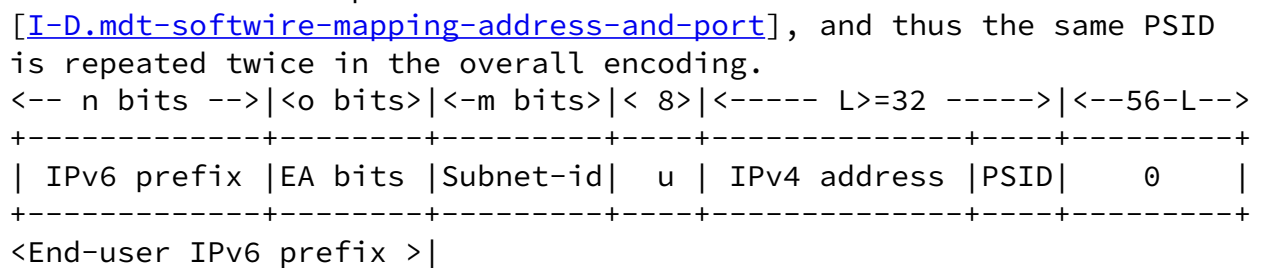 [I-D.mdt-softwire-mapping-address-and-port], and thus the same PSID
is repeated twice in the overall encoding.
<-- n bits -->|<o bits>|<-m bits>|< 8>|<----- L>=32 ----->|<--56-L-->
+-------------+--------+---------+----+--------------+----+---------+
| IPv6 prefix |EA bits |Subnet-id|  u | IPv4 address |PSID|    0    |
+-------------+--------+---------+----+--------------+----+---------+
<End-user IPv6 prefix >|